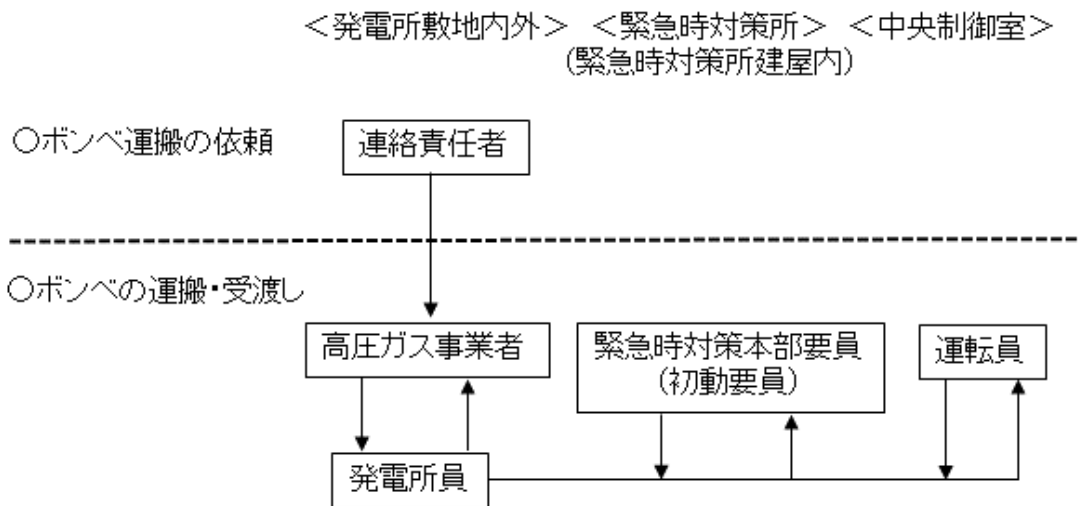 ＜発電所敷地内外＞ ＜緊急時対策所＞ ＜中央制御室＞
(緊急時対策所建屋内)
○ボンベ運搬の依頼
連絡責任者
○ボンベの運搬・受渡し
高圧ガス事業者
緊急時対策本部要員
(初動要員)
運転員
発電所員